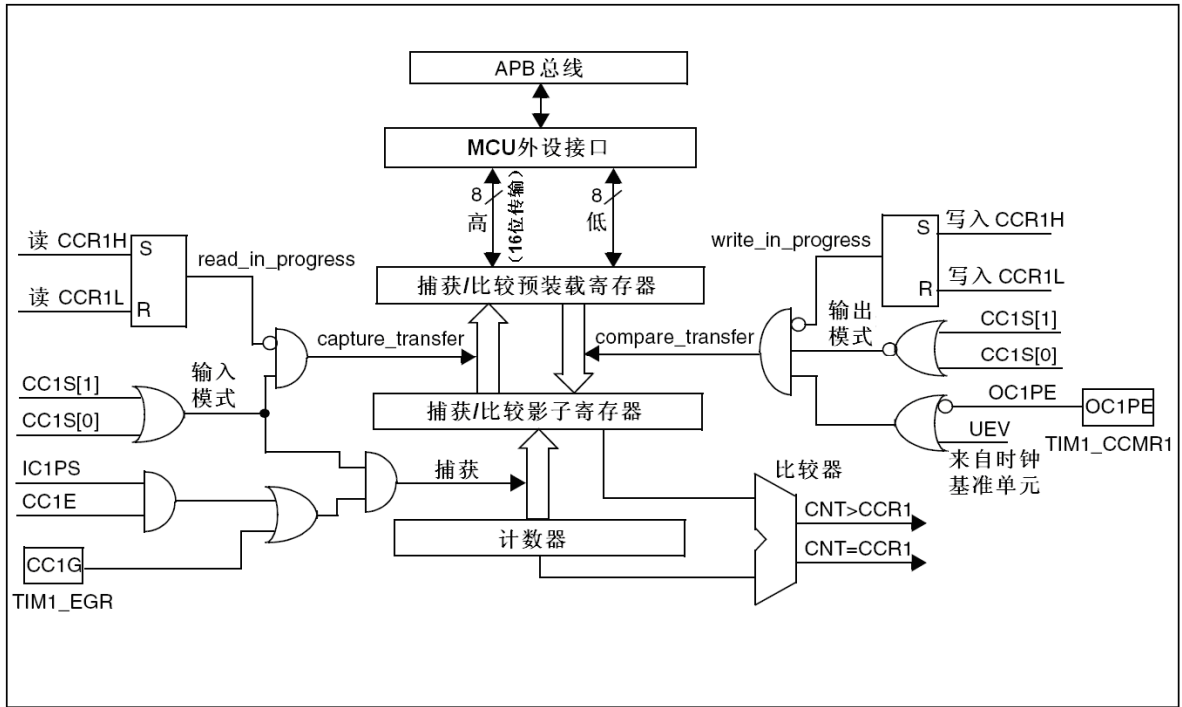 APB 总线
MCU外设接口
8
高
(16位传输)
8
低
读 CCR1H
S
read_in_progress
读 CCR1L
R
write_in_progress
S
写入 CCR1H
R
写入 CCR1L
捕获/比较预装载寄存器
capture_transfer
compare_transfer
输出
模式
CC1S[1]
CC1S[0]
CC1S[1]
CC1S[0]
输入
模式
捕获/比较影子寄存器
OC1PE
OC1PE
TIM1_CCMR1
UEV
来自时钟
基准单元
IC1PS
CC1E
捕获
比较器
CNT>CCR1
CNT=CCR1
计数器
CC1G
TIM1_EGR